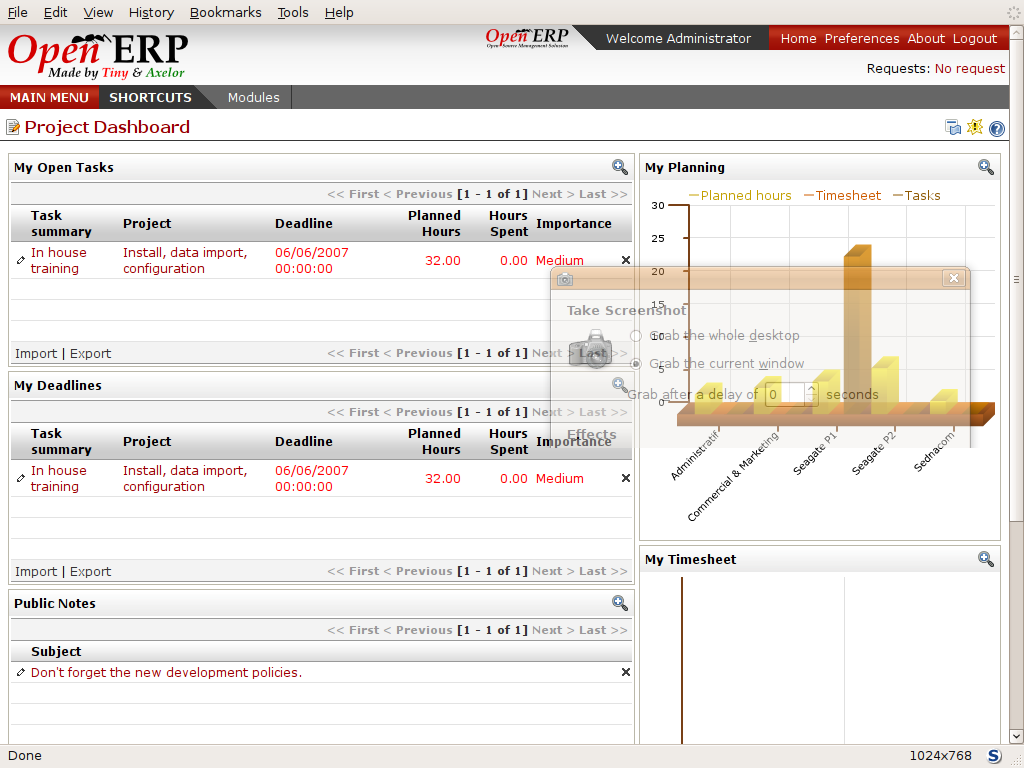 File Edit View History Bookmarks Tools Help
Open ERP
Made by Tiny & Axelor
Open ERP
Open Source Management Solution
Welcome Administrator
Home Preferences About Logout
Requests: No request
MAIN MENU SHORTCUTS Modules
Project Dashboard
My Open Tasks
<< First < Previous [1 - 1 of 1] Next > Last >>
Task summary Project Deadline Planned Hours Hours Spent Importance
In house training Install, data import, configuration 06/06/2007 00:00:00 32.00 0.00 Medium
Import | Export << First < Previous [1 - 1 of 1] Next > Last >>
My Deadlines
<< First < Previous [1 - 1 of 1] Next > Last >>
Task summary Project Deadline Planned Hours Hours Spent Importance
In house training Install, data import, configuration 06/06/2007 00:00:00 32.00 0.00 Medium
Import | Export << First < Previous [1 - 1 of 1] Next > Last >>
Public Notes
<< First < Previous [1 - 1 of 1] Next > Last >>
Subject
Don't forget the new development policies.
My Planning
Planned hours Timesheet Tasks
30
25
20
15
10
5
0
Administratif
Commercial & Marketing
Seagate P1
Seagate P2
Sednacom
Take Screenshot
Grab the whole desktop
Grab the current window
Grab after a delay of 0 seconds
Effects
My Timesheet
Done 1024x768 S